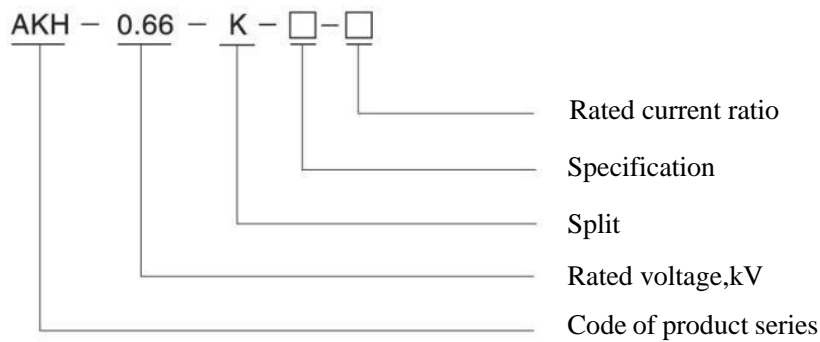 AKH - 0.66 - K - □ - □
Rated current ratio
Specification
Split
Rated voltage,kV
Code of product series